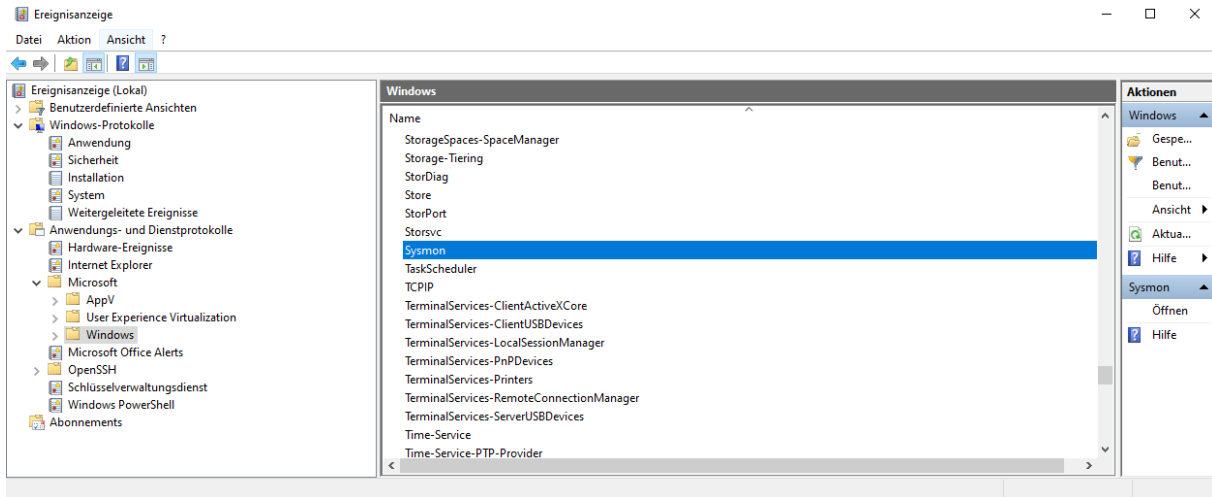 Ereignisanzeige
Datei Aktion Ansicht ?
Ereignisanzeige (Lokal)
Benutzerdefinierte Ansichten
Windows-Protokolle
Anwendung
Sicherheit
Installation
System
Weitergeleitete Ereignisse
Anwendungs- und Dienstprotokolle
Hardware-Ereignisse
Internet Explorer
Microsoft
AppV
User Experience Virtualization
Windows
Microsoft Office Alerts
OpenSSH
Schlüsselverwaltungsdienst
Windows PowerShell
Abonnements
Windows
Name
StorageSpaces-SpaceManager
Storage-Tiering
StorDiag
Store
StorPort
Storsvc
Sysmon
TaskScheduler
TCPIP
TerminalServices-ClientActiveXCore
TerminalServices-ClientUSBDevices
TerminalServices-LocalSessionManager
TerminalServices-PnPDevices
TerminalServices-Printers
TerminalServices-RemoteConnectionManager
TerminalServices-ServerUSBDevices
Time-Service
Time-Service-PTP-Provider
Aktionen
Windows
Gespe...
Benut...
Benut...
Ansicht
Aktua...
Hilfe
Sysmon
Öffnen
Hilfe